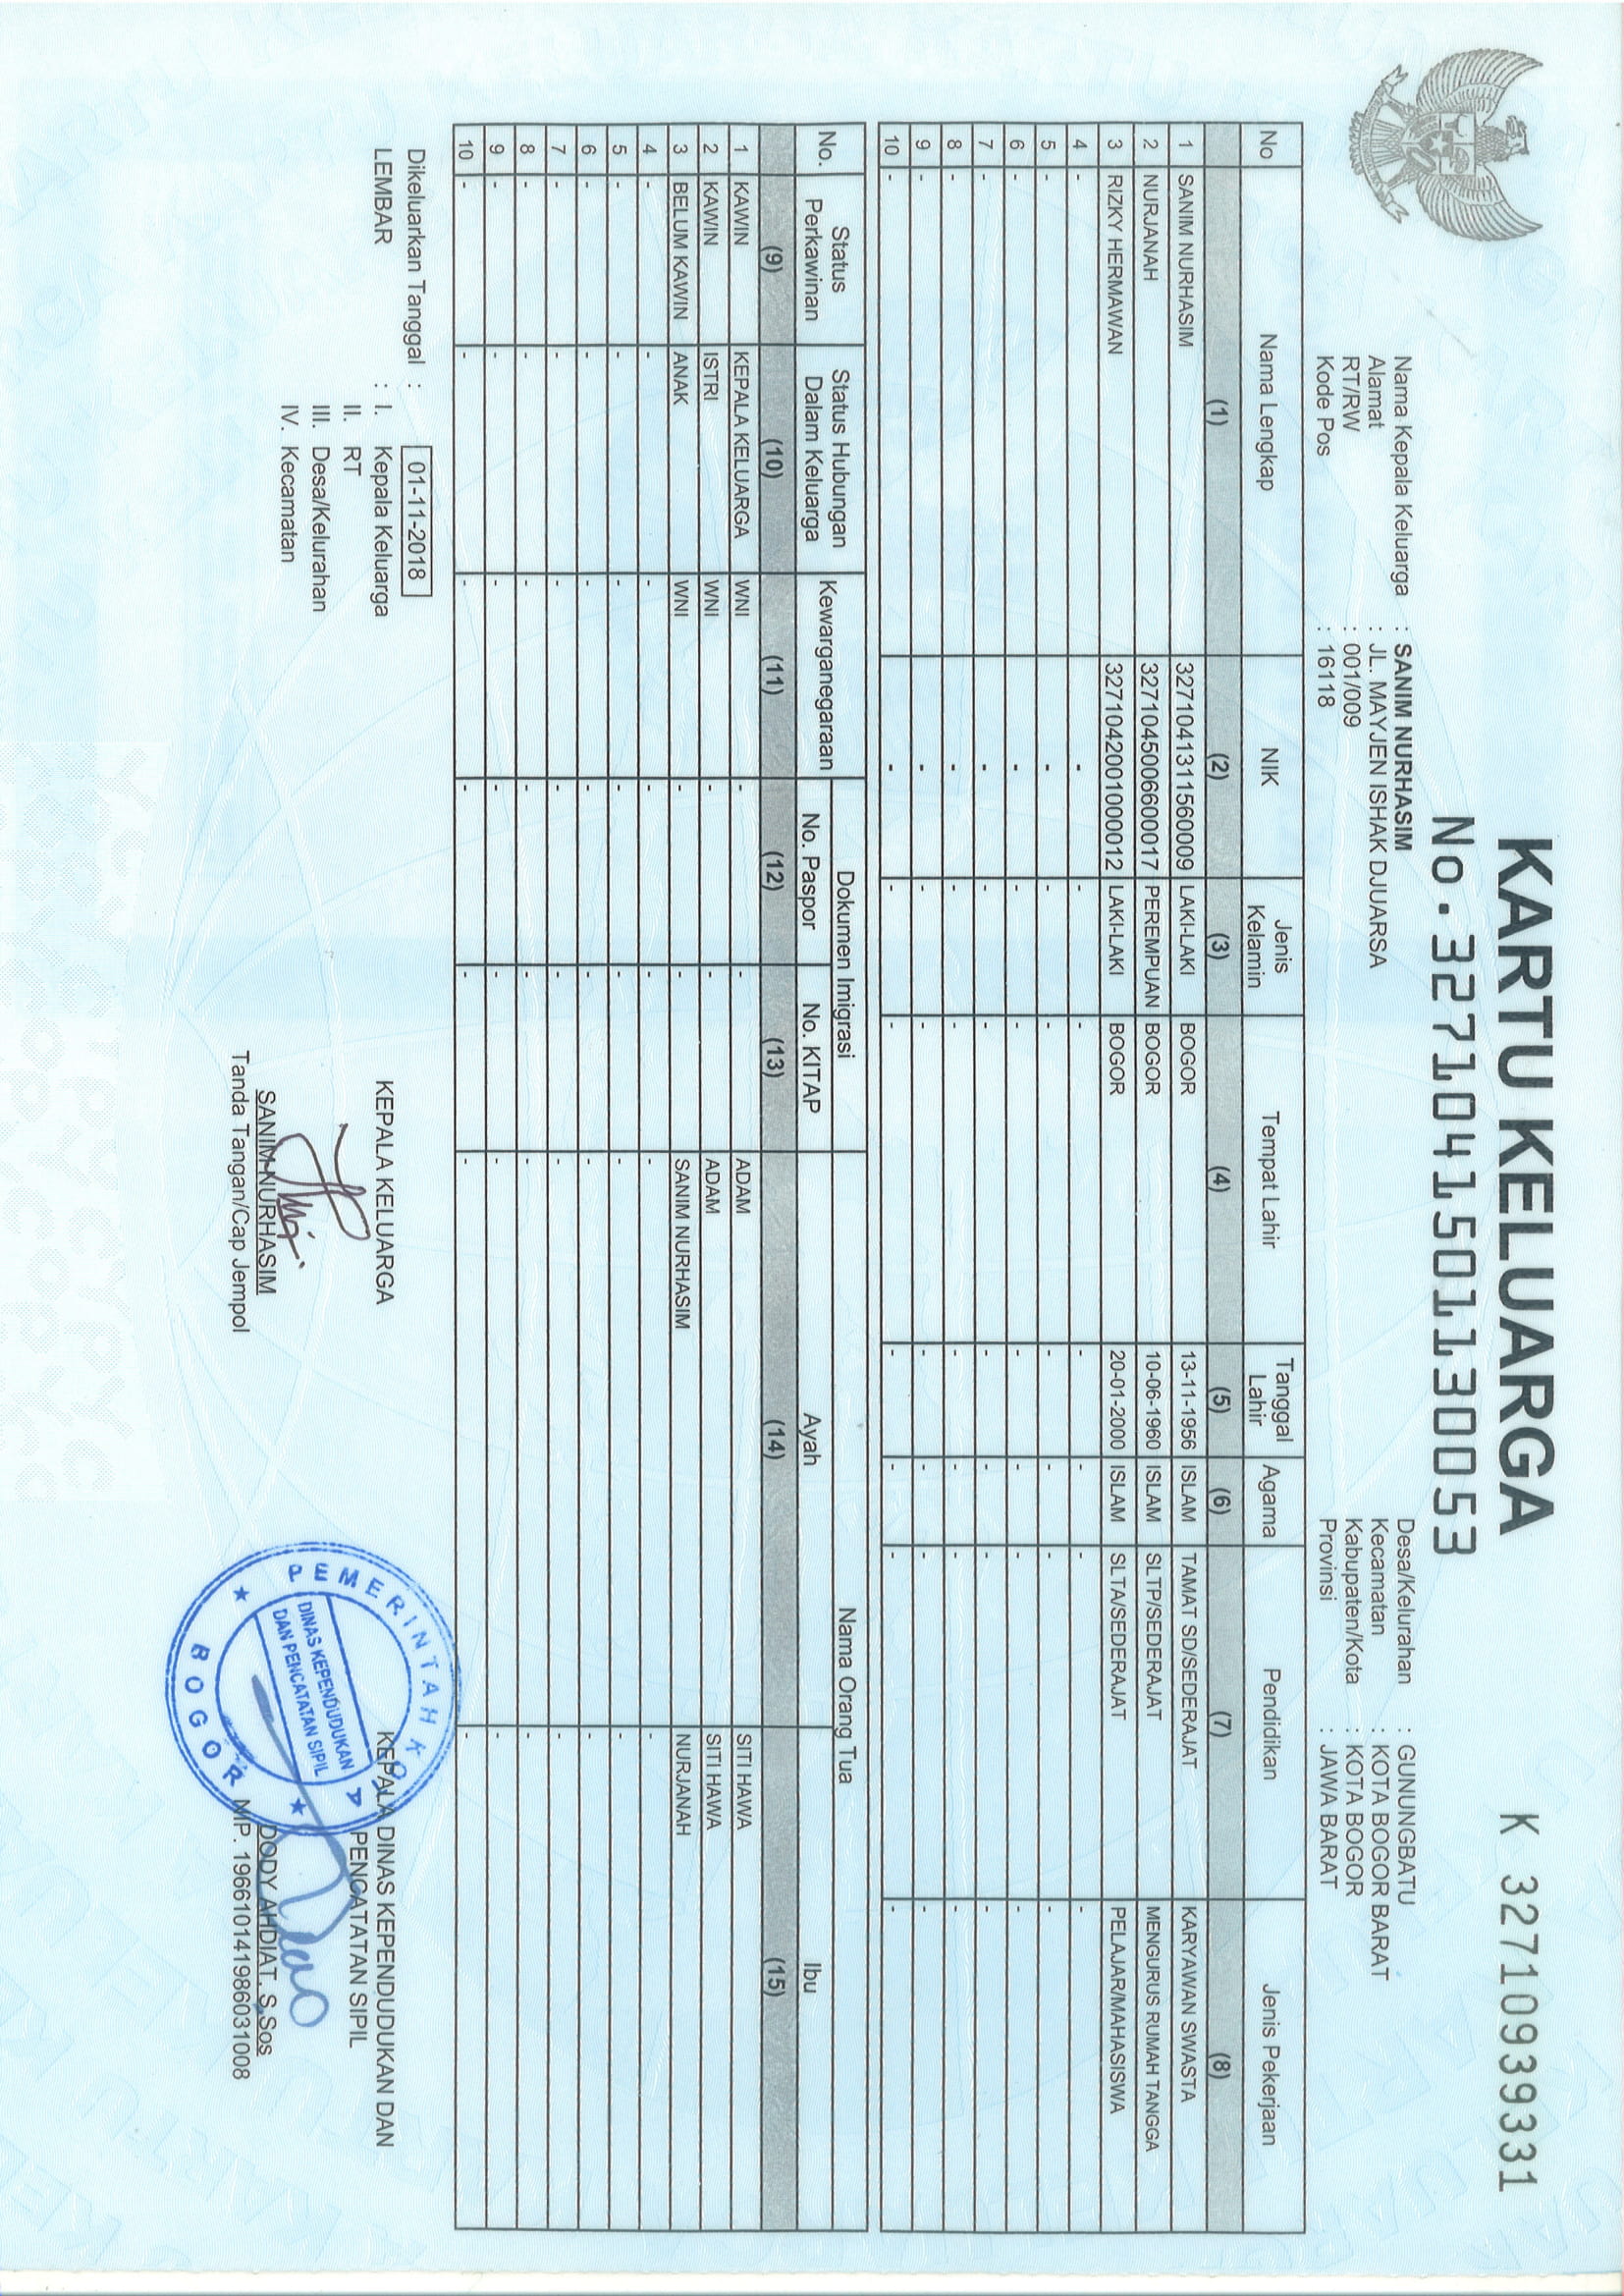 KARTU KELUARGA
K 32710939331
No.3271041501130053
Nama Kepala Keluarga : SANIM NURHASIM
Alamat : JL. MAYJEN ISHAK DJUARSA
RT/RW : 001/009
Kode Pos : 16118
Desa/Kelurahan : GUNUNGBATU
Kecamatan : KOTA BOGOR BARAT
Kabupaten/Kota : KOTA BOGOR
Provinsi : JAWA BARAT
No Nama Lengkap NIK Jenis Kelamin Tempat Lahir Tanggal Lahir Agama Pendidikan Jenis Pekerjaan
(1) (2) (3) (4) (5) (6) (7) (8)
1 SANIM NURHASIM 3271041311560009 LAKI-LAKI BOGOR 13-11-1956 ISLAM TAMAT SD/SEDERAJAT KARYAWAN SWASTA
2 NURJANAH 3271045006600017 PEREMPUAN BOGOR 10-06-1960 ISLAM SLTP/SEDERAJAT MENGURUS RUMAH TANGGA
3 RIZKY HERMAWAN 3271042001000012 LAKI-LAKI BOGOR 20-01-2000 ISLAM SLTA/SEDERAJAT PELAJAR/MAHASISWA
4 - - - - - - - -
5 - - - - - - - -
6 - - - - - - - -
7 - - - - - - - -
8 - - - - - - - -
9 - - - - - - - -
10 - - - - - - - -
No. Status Perkawinan Status Hubungan Dalam Keluarga Kewarganegaraan Dokumen Imigrasi Nama Orang Tua
No. Paspor No. KITAP Ayah Ibu
(9) (10) (11) (12) (13) (14) (15)
1 KAWIN KEPALA KELUARGA WNI - - ADAM SITI HAWA
2 KAWIN ISTRI WNI - - ADAM SITI HAWA
3 BELUM KAWIN ANAK WNI - - SANIM NURHASIM NURJANAH
4 - - - - - - -
5 - - - - - - -
6 - - - - - - -
7 - - - - - - -
8 - - - - - - -
9 - - - - - - -
10 - - - - - - -
Dikeluarkan Tanggal : 01-11-2018
LEMBAR : I. Kepala Keluarga
II. RT
III. Desa/Kelurahan
IV. Kecamatan
KEPALA KELUARGA
SANIM NURHASIM
Tanda Tangan/Cap Jempol
KEPALA DINAS KEPENDUDUKAN DAN
PENCATATAN SIPIL
DODY AHDIAT. S,Sos
NIP. 196610141986031008
PEMERINTAH KOTA
DINAS KEPENDUDUKAN
DAN PENCATATAN SIPIL
BOGOR